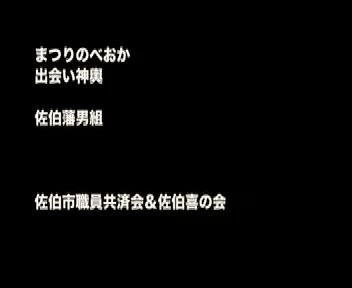 まつりのべおか
出会い神輿
佐伯藩男組
佐伯市職員共済会＆佐伯喜の会